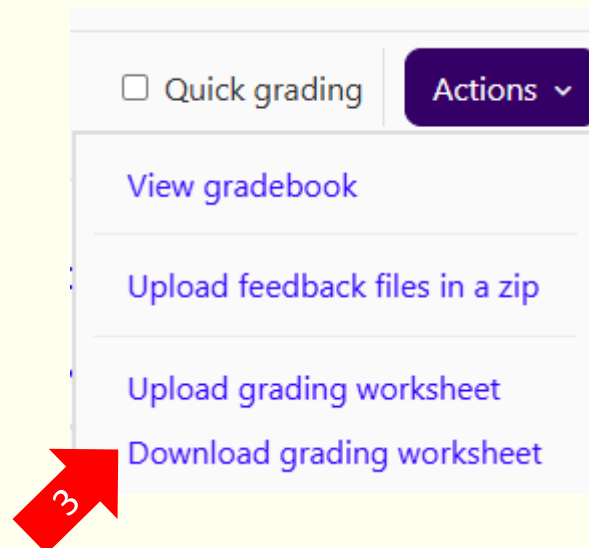 Quick grading
Actions
View gradebook
Upload feedback files in a zip
Upload grading worksheet
Download grading worksheet
3